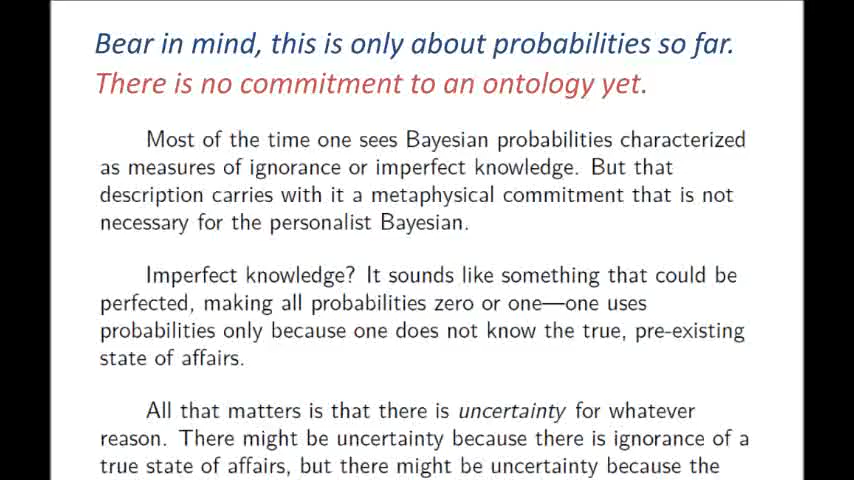 Bear in mind, this is only about probabilities so far.
There is no commitment to an ontology yet.
Most of the time one sees Bayesian probabilities characterized
as measures of ignorance or imperfect knowledge. But that
description carries with it a metaphysical commitment that is not
necessary for the personalist Bayesian.
Imperfect knowledge? It sounds like something that could be
perfected, making all probabilities zero or one—one uses
probabilities only because one does not know the true, pre-existing
state of affairs.
All that matters is that there is uncertainty for whatever
reason. There might be uncertainty because there is ignorance of a
true state of affairs, but there might be uncertainty because the